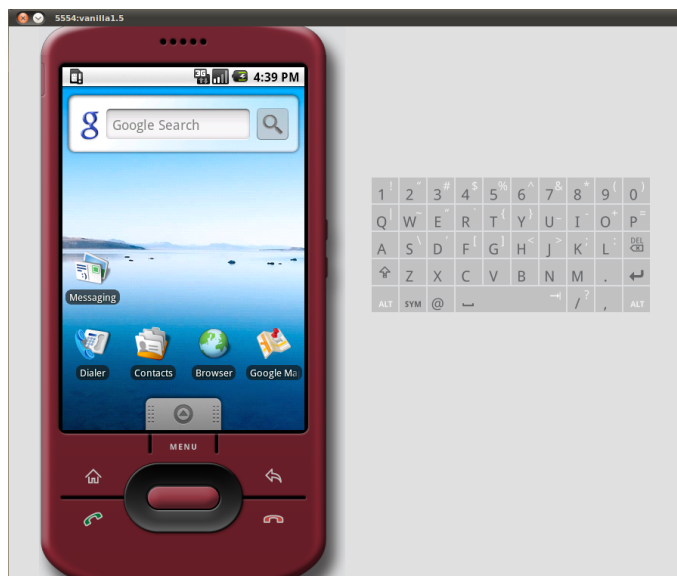 5554:vanilla1.5
3G
4:39 PM
g Google Search
Messaging
Dialer Contacts Browser Google Ma
MENU
1 ! 2 " 3 # 4 $ 5 % 6 ^ 7 & 8 * 9 ( 0 )
Q W ~ E " R ` T { Y } U _ I - O + P =
A S \ D ' F [ G ] H < J > K ; L : DEL
Z X C V B N M .
ALT SYM @ / ? , ALT